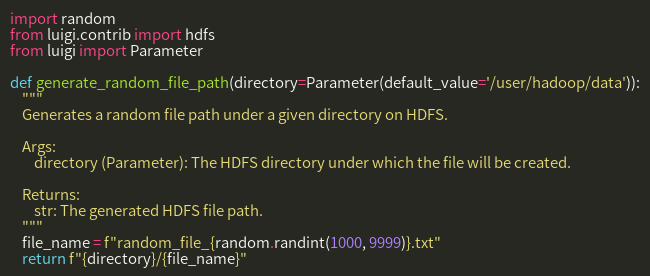 import random
from luigi.contrib import hdfs
from luigi import Parameter
def generate_random_file_path(directory=Parameter(default_value='/user/hadoop/data')):
"""
Generates a random file path under a given directory on HDFS.
Args:
directory (Parameter): The HDFS directory under which the file will be created.
Returns:
str: The generated HDFS file path.
"""
file_name = f"random_file_{random.randint(1000, 9999)}.txt"
return f"{directory}/{file_name}"